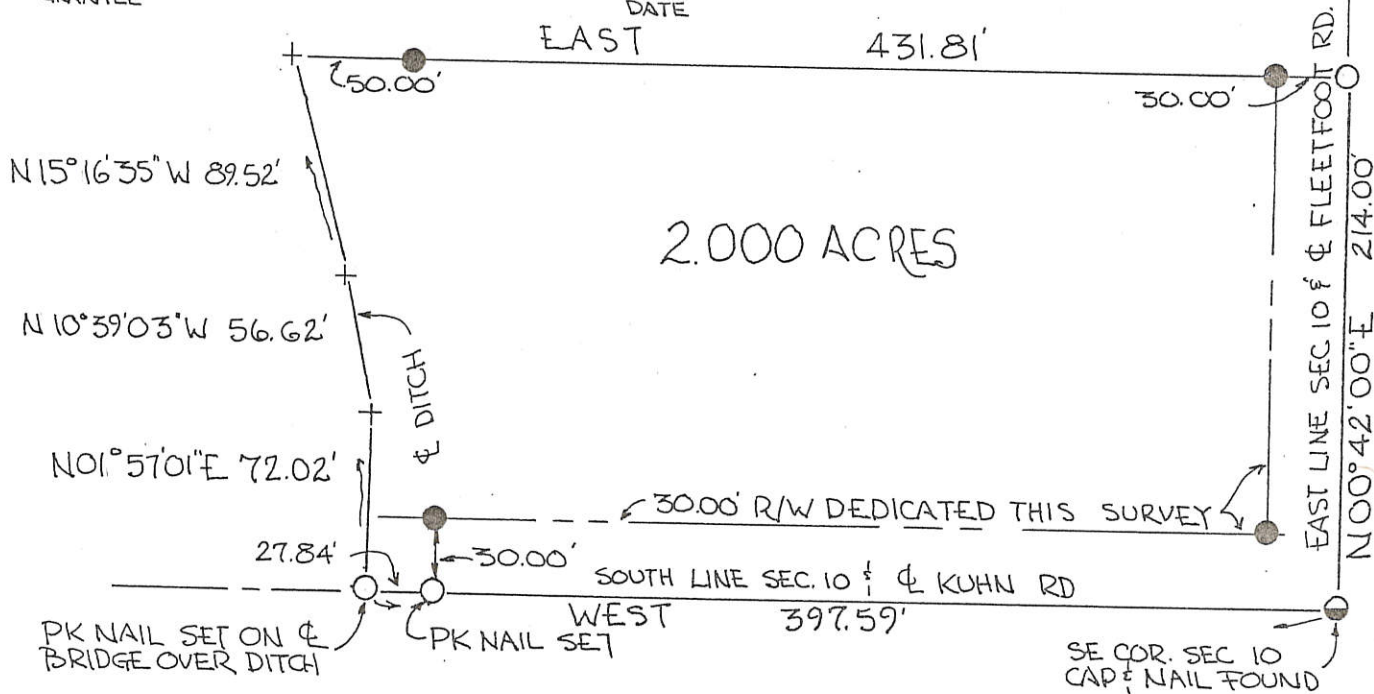 DATE
EAST 431.81'
50.00'
30.00'
N 15°16'35" W 89.52'
2.000 ACRES
N 10°39'03" W 56.62'
℄ DITCH
N01°57'01"E 72.02'
30.00' R/W DEDICATED THIS SURVEY
27.84'
30.00'
SOUTH LINE SEC. 10 & ℄ KUHN RD
WEST 397.59'
PK NAIL SET ON ℄
BRIDGE OVER DITCH
PK NAIL SET
SE COR. SEC 10
CAP & NAIL FOUND
EAST LINE SEC 10 & ℄ FLEETFOOT RD.
N00°42'00"E 214.00'